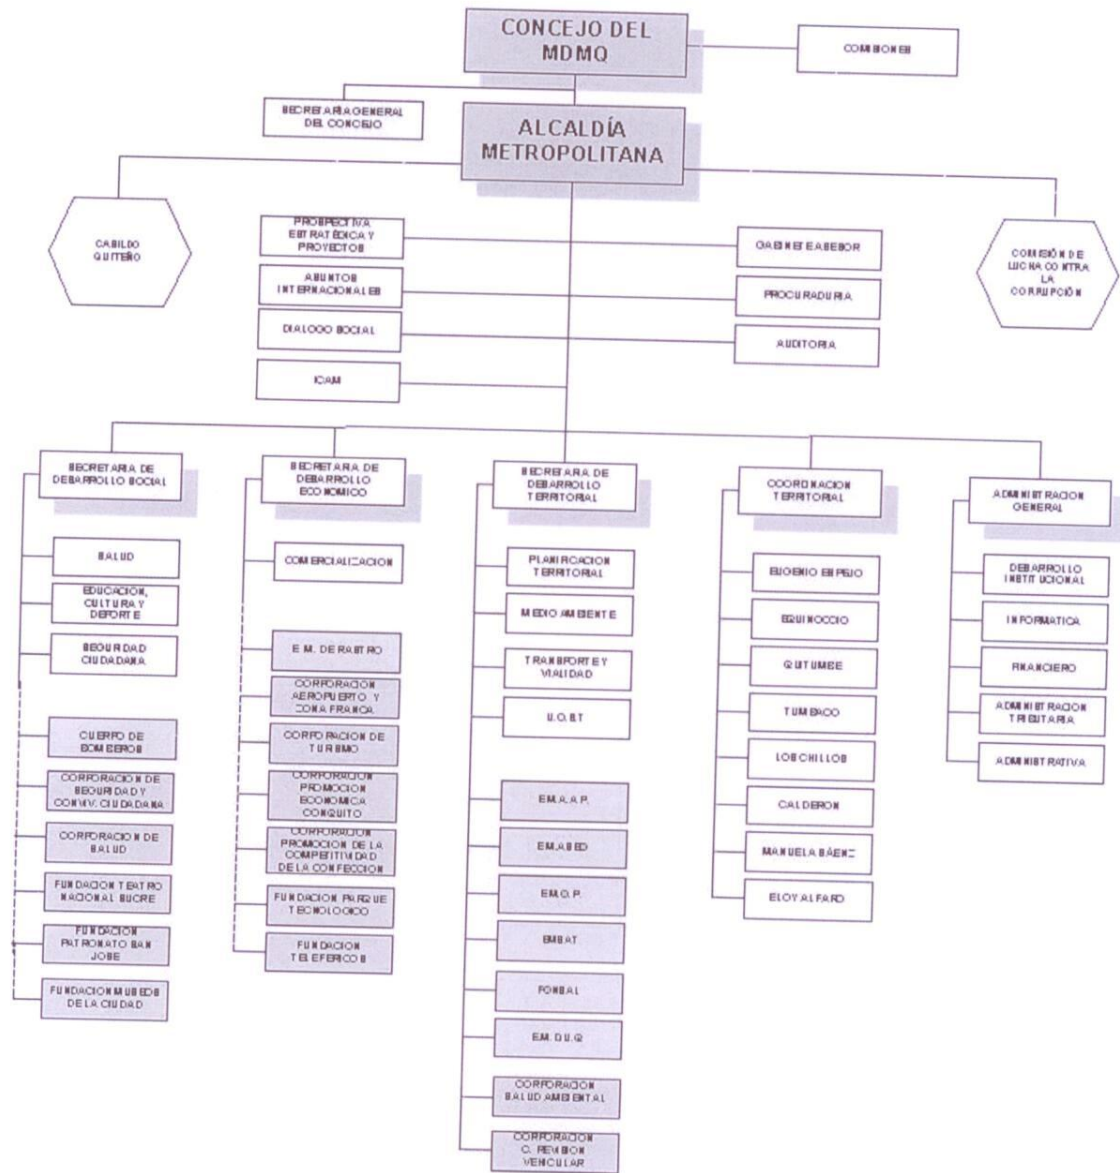 CONCEJO DEL
MDMQ
COMISIONES
SECRETARIA GENERAL
DEL CONCEJO
ALCALDÍA
METROPOLITANA
CABILDO
QUITEÑO
COMISIÓN DE
LUCHA CONTRA
LA
CORRUPCIÓN
PROSPECTIVA
ESTRATÉGICA Y
PROYECTOS
GABINETE ASESOR
ASUNTOS
INTERNACIONALES
PROCURADURIA
DIALOGO SOCIAL
AUDITORIA
ICAM
SECRETARIA DE
DESARROLLO SOCIAL
SALUD
EDUCACION,
CULTURA Y
DEPORTE
SEGURIDAD
CIUDADANA
CUERPO DE
BOMBEROS
CORPORACION DE
SEGURIDAD Y
CONVIV. CIUDADANA
CORPORACION DE
SALUD
FUNDACION TEATRO
NACIONAL SUCRE
FUNDACION
PATRONATO SAN
JOSE
FUNDACION MUSEOS
DE LA CIUDAD
SECRETARIA DE
DESARROLLO
ECONOMICO
COMERCIALIZACION
E.M. DE RASTRO
CORPORACION
AEROPUERTO Y
ZONA FRANCA
CORPORACION DE
TURISMO
CORPORACION
PROMOCION
ECONOMICA
CONQUITO
CORPORACION
PROMOCION DE LA
COMPETITIVIDAD
DE LA CONFECCION
FUNDACION PARQUE
TECNOLOGICO
FUNDACION
TELEFERICOS
SECRETARIA DE
DESARROLLO
TERRITORIAL
PLANIFICACION
TERRITORIAL
MEDIO AMBIENTE
TRANSPORTE Y
VIALIDAD
U.O.S.T
EM.A.A.P.
EM.ASEO
EM.O.P.
EMSAT
FONSAL
E.M.D.U.Q
CORPORACION
SALUD AMBIENTAL
CORPORACION
C. REVISION
VEHICULAR
COORDINACION
TERRITORIAL
EUGENIO ESPEJO
EQUINOCCIO
QUITUMBE
TUMBACO
LOS CHILLOS
CALDERON
MANUELA SÁENZ
ELOY ALFARO
ADMINISTRACION
GENERAL
DESARROLLO
INSTITUCIONAL
INFORMATICA
FINANCIERO
ADMINISTRACION
TRIBUTARIA
ADMINISTRATIVA